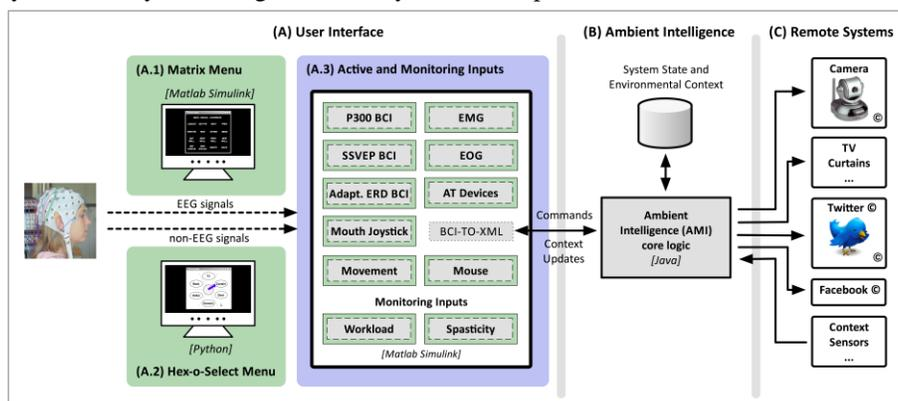 (A) User Interface
(B) Ambient Intelligence
(C) Remote Systems
(A.1) Matrix Menu
[Matlab Simulink]
EEG signals
non-EEG signals
[Python]
(A.2) Hex-o-Select Menu
(A.3) Active and Monitoring Inputs
P300 BCI
EMG
SSVEP BCI
EOG
Adapt. ERD BCI
AT Devices
Mouth Joystick
BCI-TO-XML
Movement
Mouse
Monitoring Inputs
Workload
Spasticity
[Matlab Simulink]
Commands
Context
Updates
System State and
Environmental Context
Ambient
Intelligence (AMI)
core logic
[Java]
Camera
©
TV
Curtains
...
Twitter ©
©
Facebook ©
Context
Sensors
...